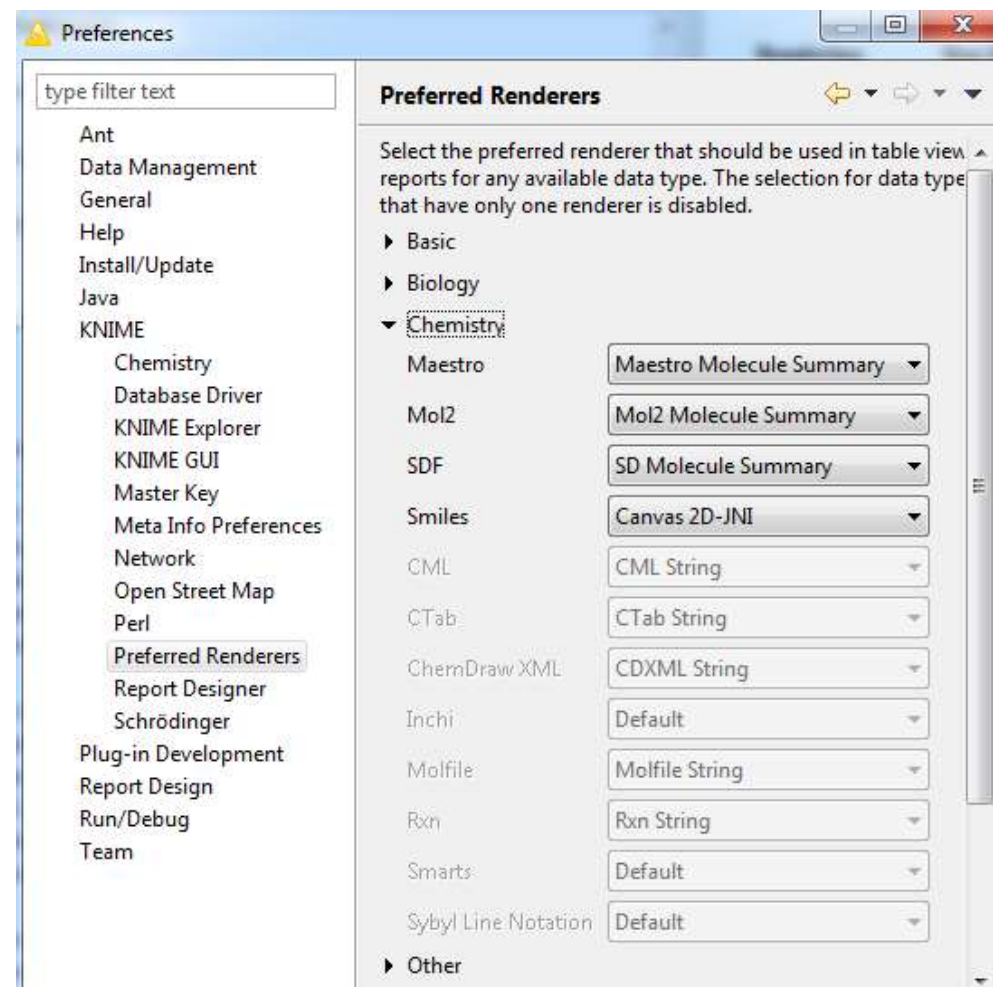 Preferences
type filter text
Ant
Data Management
General
Help
Install/Update
Java
KNIME
Chemistry
Database Driver
KNIME Explorer
KNIME GUI
Master Key
Meta Info Preferences
Network
Open Street Map
Perl
Preferred Renderers
Report Designer
Schrödinger
Plug-in Development
Report Design
Run/Debug
Team
Preferred Renderers
Select the preferred renderer that should be used in table view
reports for any available data type. The selection for data type
that have only one renderer is disabled.
Basic
Biology
Chemistry
Maestro Maestro Molecule Summary
Mol2 Mol2 Molecule Summary
SDF SD Molecule Summary
Smiles Canvas 2D-JNI
CML CML String
CTab CTab String
ChemDraw XML CDXML String
Inchi Default
Molfile Molfile String
Rxn Rxn String
Smarts Default
Sybyl Line Notation Default
Other